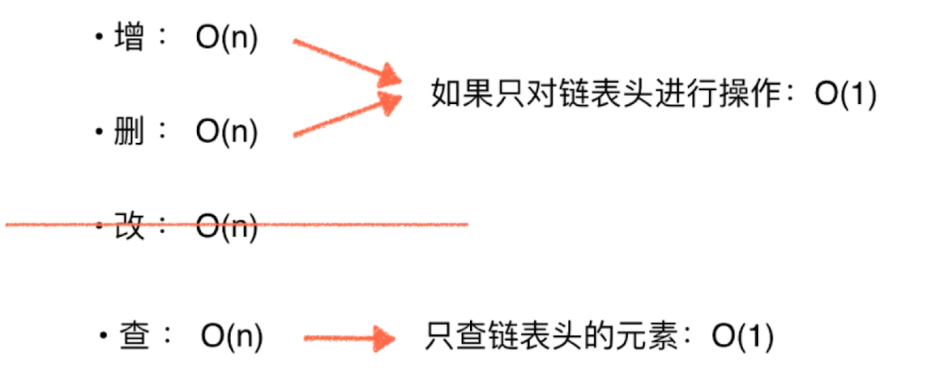 • 增： O(n)
如果只对链表头进行操作：O(1)
• 删： O(n)
• 改： O(n)
• 查： O(n)
只查链表头的元素：O(1)